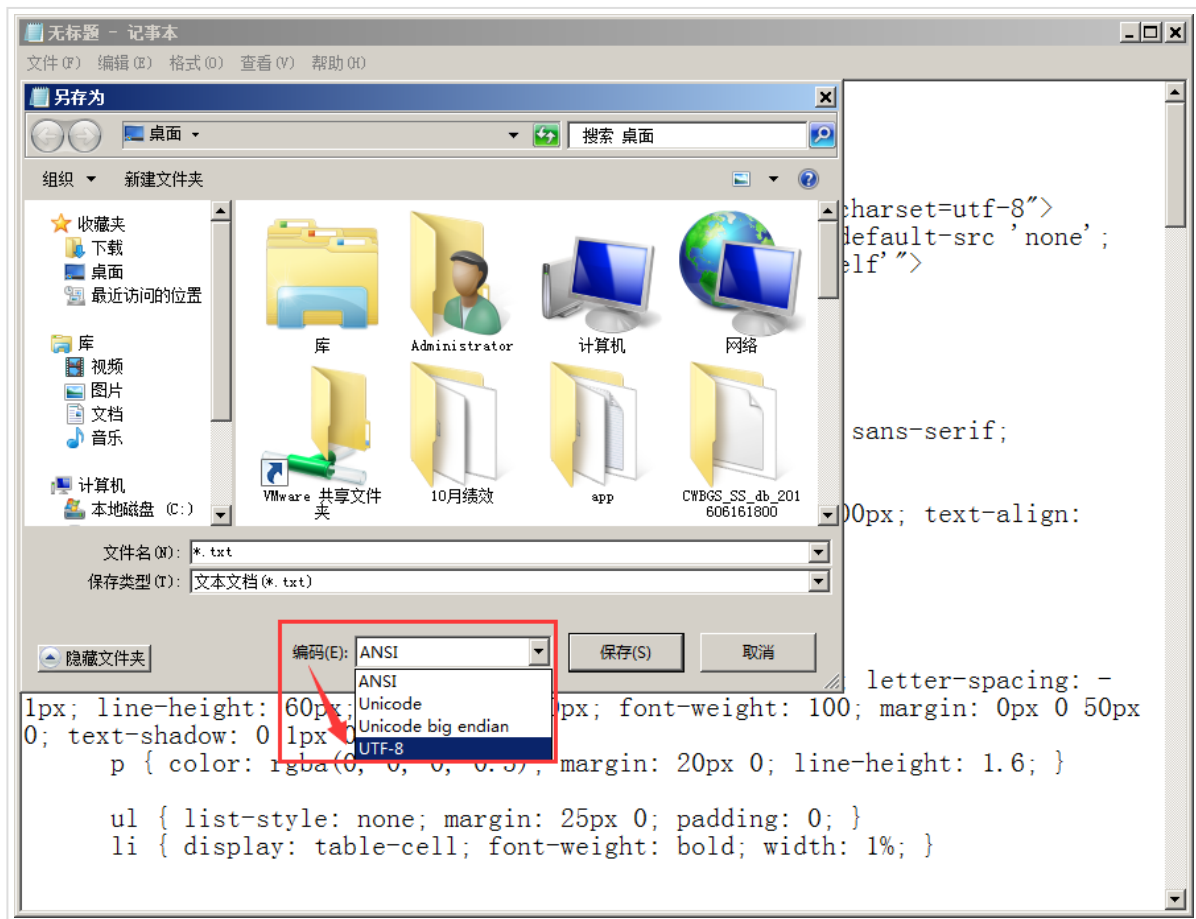 无标题 - 记事本
文件(F) 编辑(E) 格式(O) 查看(V) 帮助(H)
另存为
桌面
搜索 桌面
组织 新建文件夹
收藏夹
下载
桌面
最近访问的位置
库
视频
图片
文档
音乐
计算机
本地磁盘 (C:)
库
Administrator
计算机
网络
VMware 共享文件
夹
10月绩效
app
CWBGS_SS_db_201
606161800
charset=utf-8">
default-src 'none';
elf'">
sans-serif;
00px; text-align:
文件名(N): *.txt
保存类型(T): 文本文档(*.txt)
隐藏文件夹
编码(E): ANSI
保存(S)
取消
ANSI
Unicode
Unicode big endian
UTF-8
letter-spacing: -
1px; line-height: 60px; 0px; font-weight: 100; margin: 0px 0 50px
0; text-shadow: 0 1px 0
p { color: rgba(0, 0, 0, 0.5); margin: 20px 0; line-height: 1.6; }
ul { list-style: none; margin: 25px 0; padding: 0; }
li { display: table-cell; font-weight: bold; width: 1%; }